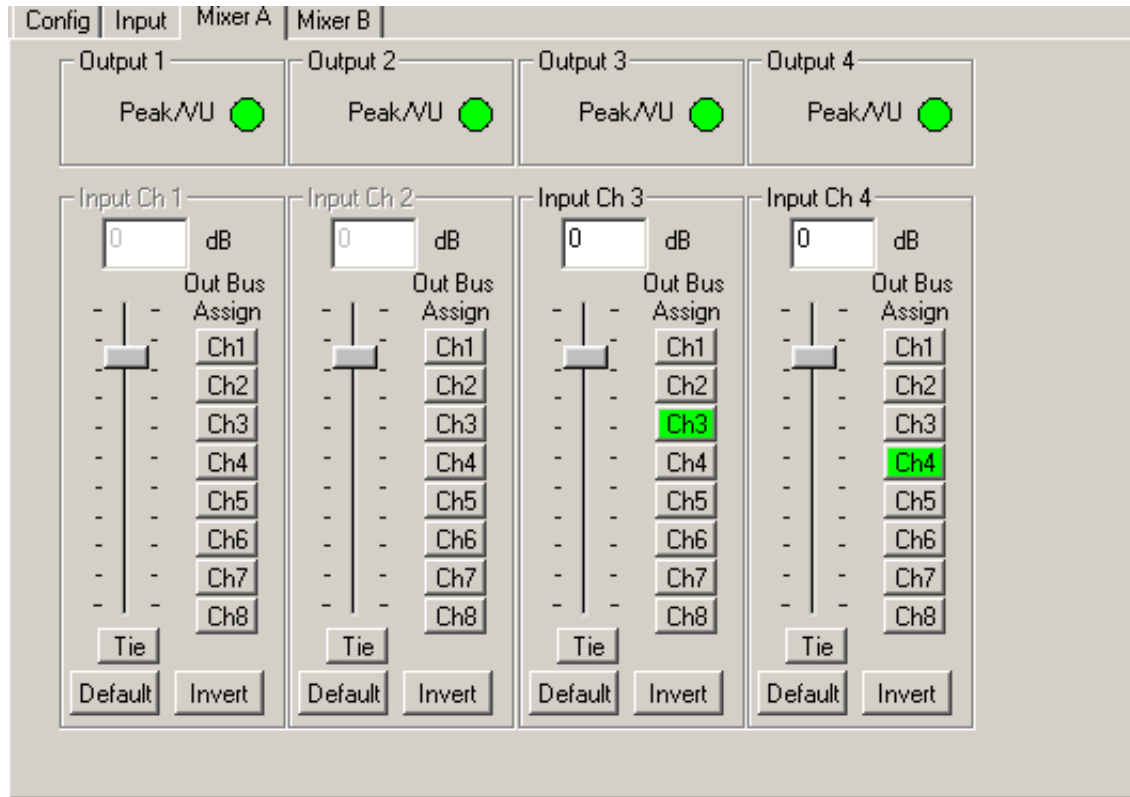 Config Input Mixer A Mixer B
Output 1 Output 2 Output 3 Output 4
Peak/VU Peak/VU Peak/VU Peak/VU
Input Ch 1 Input Ch 2 Input Ch 3 Input Ch 4
0 dB 0 dB 0 dB 0 dB
Out Bus Out Bus Out Bus Out Bus
Assign Assign Assign Assign
Ch1 Ch1 Ch1 Ch1
Ch2 Ch2 Ch2 Ch2
Ch3 Ch3 Ch3 Ch3
Ch4 Ch4 Ch4 Ch4
Ch5 Ch5 Ch5 Ch5
Ch6 Ch6 Ch6 Ch6
Ch7 Ch7 Ch7 Ch7
Ch8 Ch8 Ch8 Ch8
Tie Tie Tie Tie
Default Invert Default Invert Default Invert Default Invert